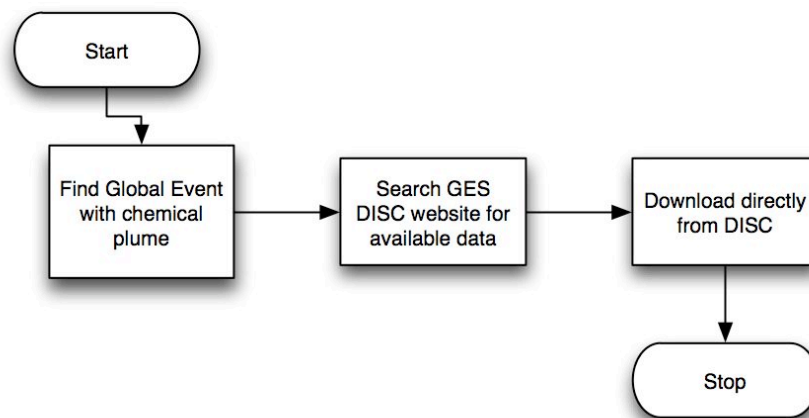 Start
Find Global Event
with chemical
plume
Search GES
DISC website for
available data
Download directly
from DISC
Stop